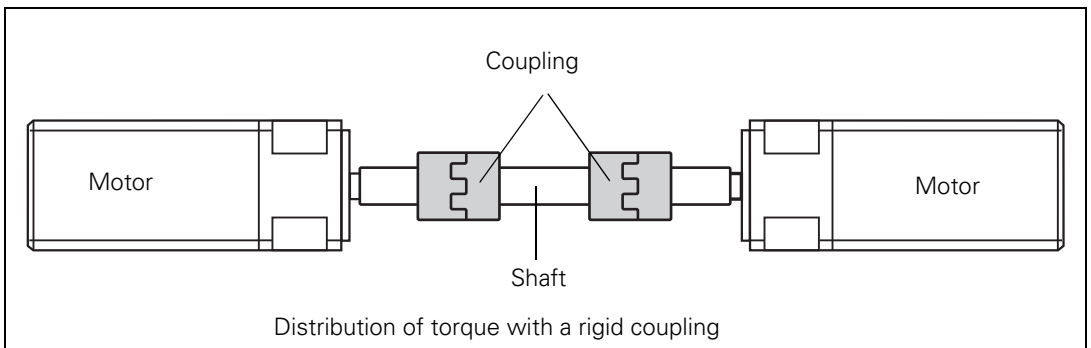 Coupling
Motor
Motor
Shaft
Distribution of torque with a rigid coupling